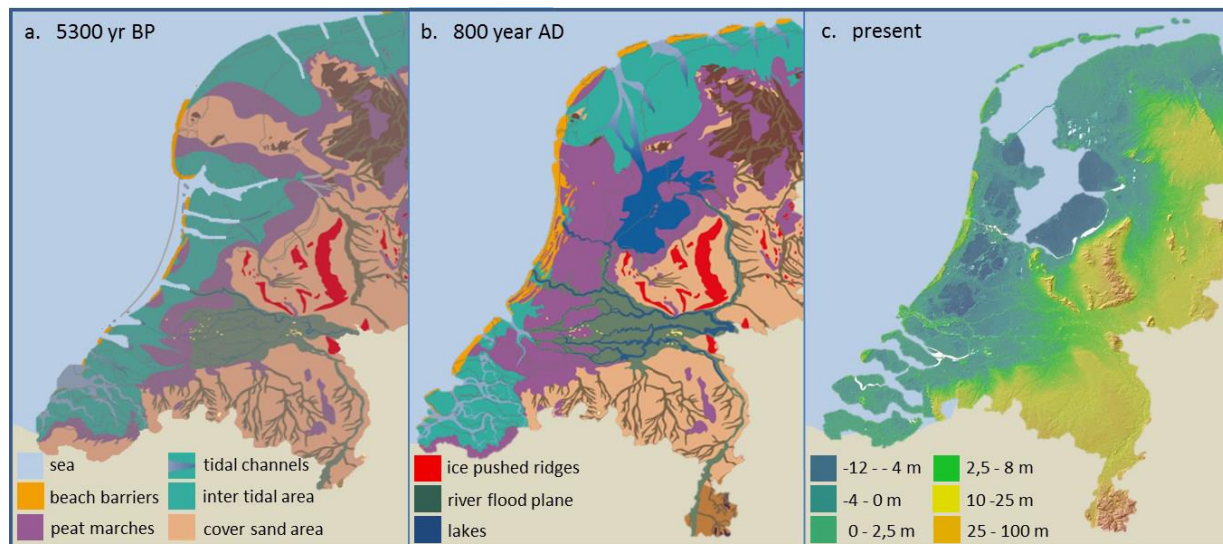 a. 5300 yr BP
sea
beach barriers
peat marches
tidal channels
inter tidal area
cover sand area
b. 800 year AD
ice pushed ridges
river flood plane
lakes
c. present
-12 - - 4 m
-4 - 0 m
0 - 2,5 m
2,5 - 8 m
10 -25 m
25 - 100 m